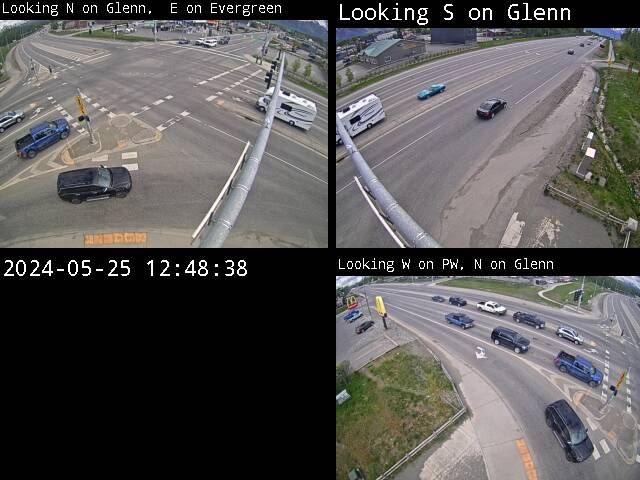 Looking N on Glenn,  E on Evergreen
Looking S on Glenn
2024-05-25 12:48:38
Looking W on PW, N on Glenn